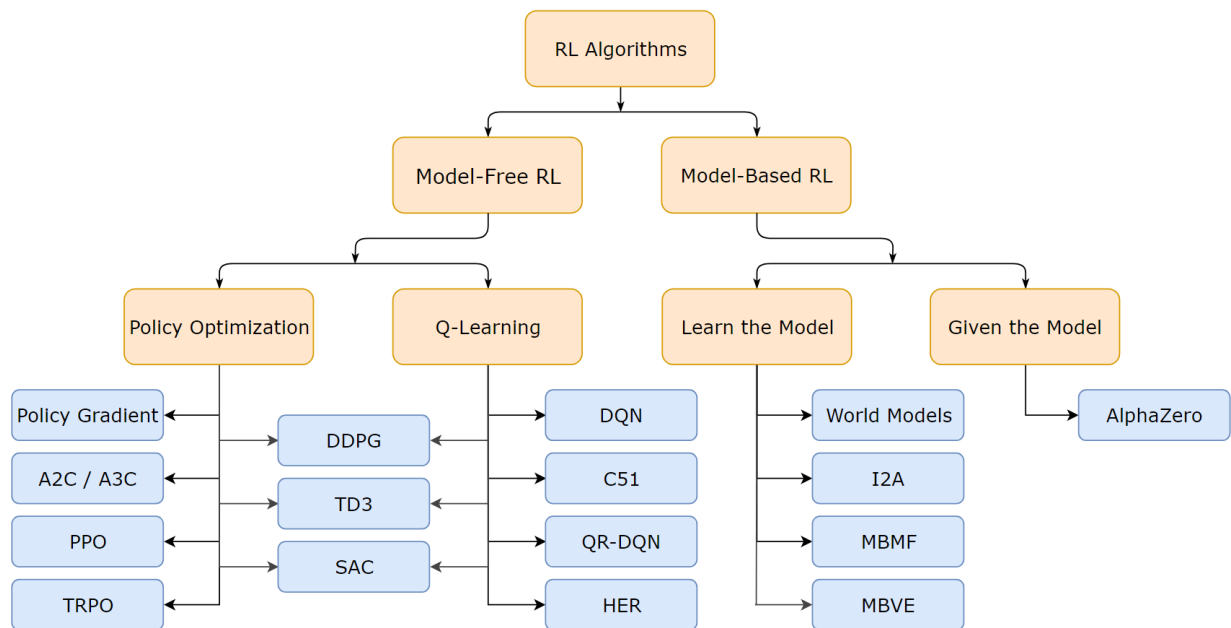 RL Algorithms
Model-Free RL
Model-Based RL
Policy Optimization
Q-Learning
Learn the Model
Given the Model
Policy Gradient
DDPG
DQN
World Models
AlphaZero
A2C / A3C
TD3
C51
I2A
PPO
SAC
QR-DQN
MBMF
TRPO
HER
MBVE